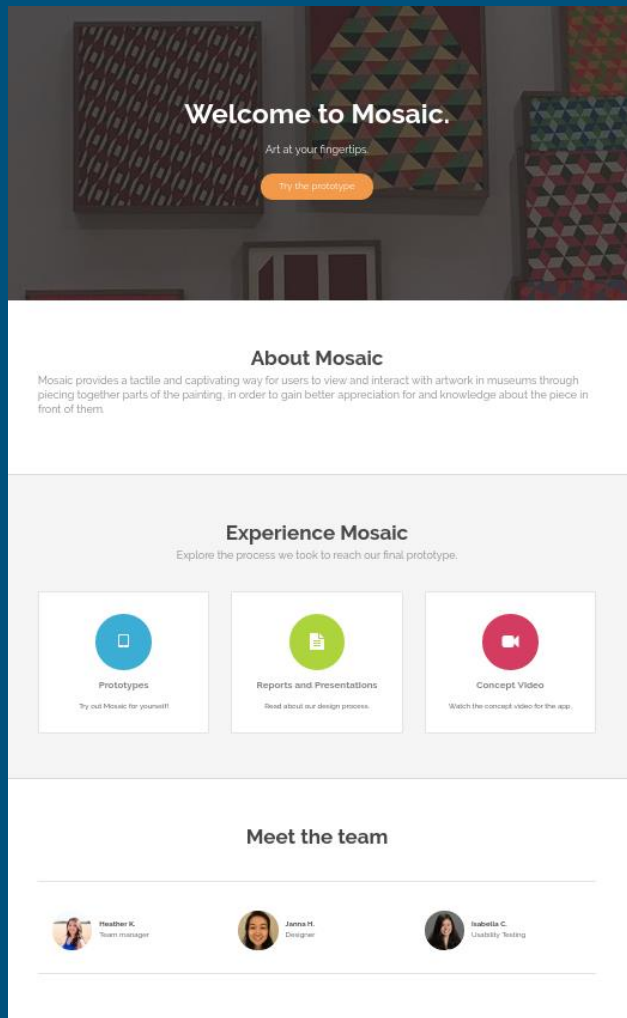 Welcome to Mosaic.
Art at your fingertips.
Try the prototype
About Mosaic
Mosaic provides a tactile and captivating way for users to view and interact with artwork in museums through
piecing together parts of the painting, in order to gain better appreciation for and knowledge about the piece in
front of them.
Experience Mosaic
Explore the process we took to reach our final prototype.
Prototypes
Try out Mosaic for yourself!
Reports and Presentations
Read about our design process.
Concept Video
Watch the concept video for the app.
Meet the team
Heather K.
Team manager
Janna H.
Designer
Isabella C.
Usability Testing